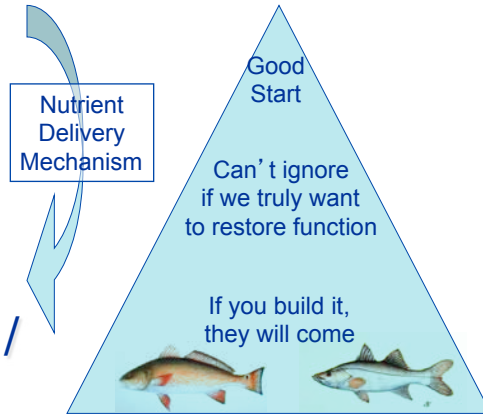 Nutrient
Delivery
Mechanism
Good
Start
Can't ignore
if we truly want
to restore function
If you build it,
they will come
/